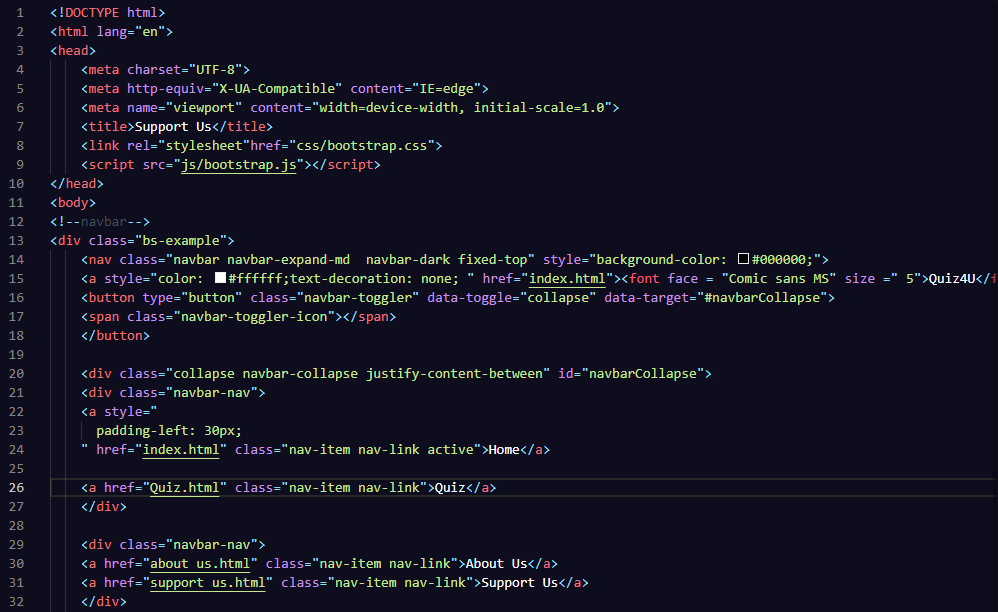 1 <!DOCTYPE html>
2 <html lang="en">
3 <head>
4 <meta charset="UTF-8">
5 <meta http-equiv="X-UA-Compatible" content="IE=edge">
6 <meta name="viewport" content="width=device-width, initial-scale=1.0">
7 <title>Support Us</title>
8 <link rel="stylesheet"href="css/bootstrap.css">
9 <script src="js/bootstrap.js"></script>
10 </head>
11 <body>
12 <!--navbar-->
13 <div class="bs-example">
14 <nav class="navbar navbar-expand-md  navbar-dark fixed-top" style="background-color: #000000;">
15 <a style="color: #ffffff;text-decoration: none; " href="index.html"><font face = "Comic sans MS" size =" 5">Quiz4U</f
16 <button type="button" class="navbar-toggler" data-toggle="collapse" data-target="#navbarCollapse">
17 <span class="navbar-toggler-icon"></span>
18 </button>
19
20 <div class="collapse navbar-collapse justify-content-between" id="navbarCollapse">
21 <div class="navbar-nav">
22 <a style="
23 padding-left: 30px;
24 " href="index.html" class="nav-item nav-link active">Home</a>
25
26 <a href="Quiz.html" class="nav-item nav-link">Quiz</a>
27 </div>
28
29 <div class="navbar-nav">
30 <a href="about us.html" class="nav-item nav-link">About Us</a>
31 <a href="support us.html" class="nav-item nav-link">Support Us</a>
32 </div>